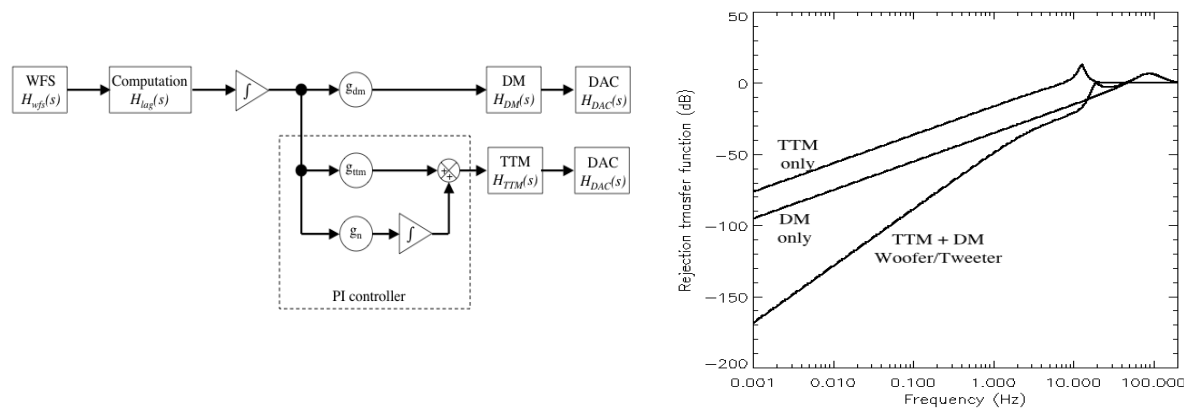 WFS
H_wfs(s)
Computation
H_lag(s)
∫
g_dm
DM
H_DM(s)
DAC
H_DAC(s)
g_ttm
+
+
TTM
H_TTM(s)
DAC
H_DAC(s)
g_n
∫
PI controller
Rejection trnasfer function (dB)
50
0
−50
−100
−150
−200
TTM
only
DM
only
TTM + DM
Woofer/Tweeter
0.001
0.010
0.100
1.000
10.000
100.000
Frequency (Hz)